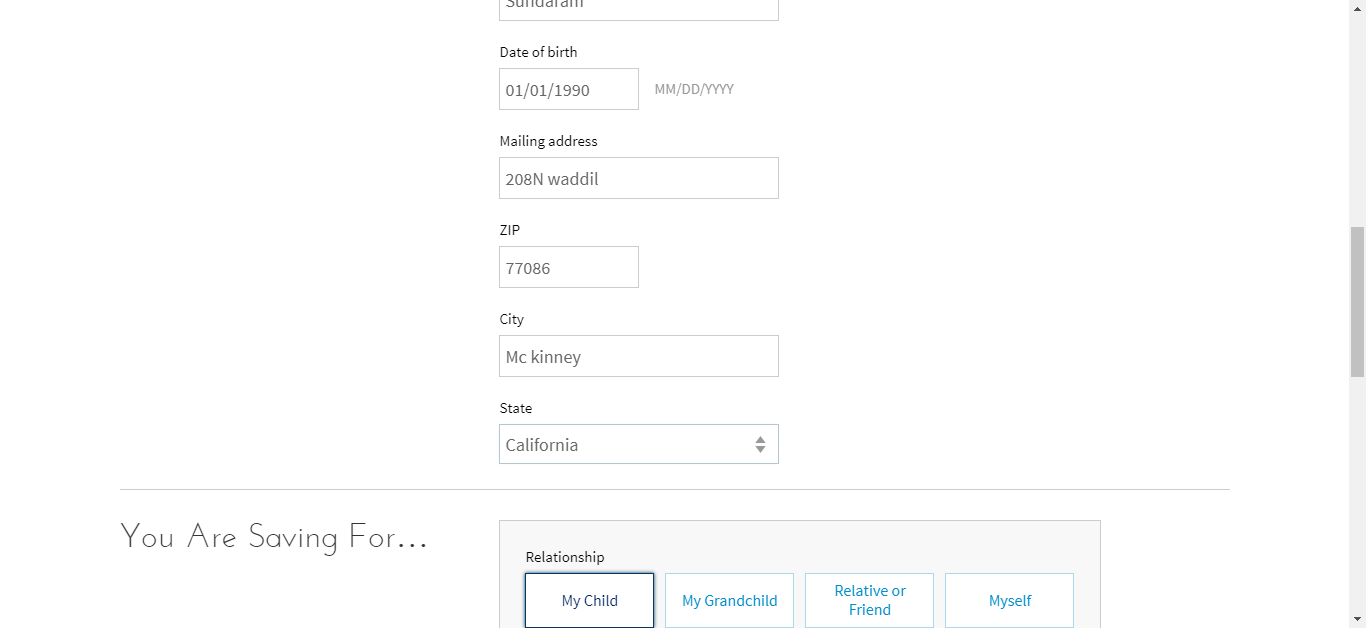 Sundaram
Date of birth
01/01/1990 MM/DD/YYYY
Mailing address
208N waddil
ZIP
77086
City
Mc kinney
State
California
You Are Saving For...
Relationship
My Child
My Grandchild
Relative or
Friend
Myself